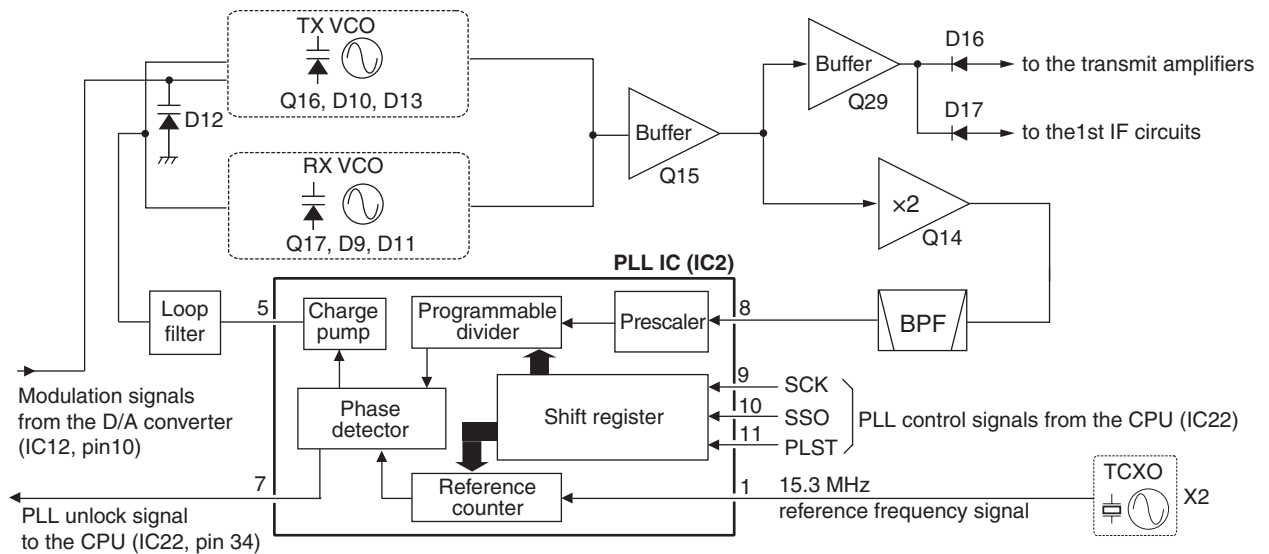 TX VCO
Q16, D10, D13
D12
RX VCO
Q17, D9, D11
Buffer
Q15
Buffer
Q29
D16
to the transmit amplifiers
D17
to the1st IF circuits
×2
Q14
BPF
PLL IC (IC2)
Loop
filter
5
Charge
pump
Programmable
divider
Prescaler
8
Phase
detector
Shift register
9
SCK
10
SSO
11
PLST
PLL control signals from the CPU (IC22)
Modulation signals
from the D/A converter
(IC12, pin10)
7
PLL unlock signal
to the CPU (IC22, pin 34)
Reference
counter
1
15.3 MHz
reference frequency signal
TCXO
X2